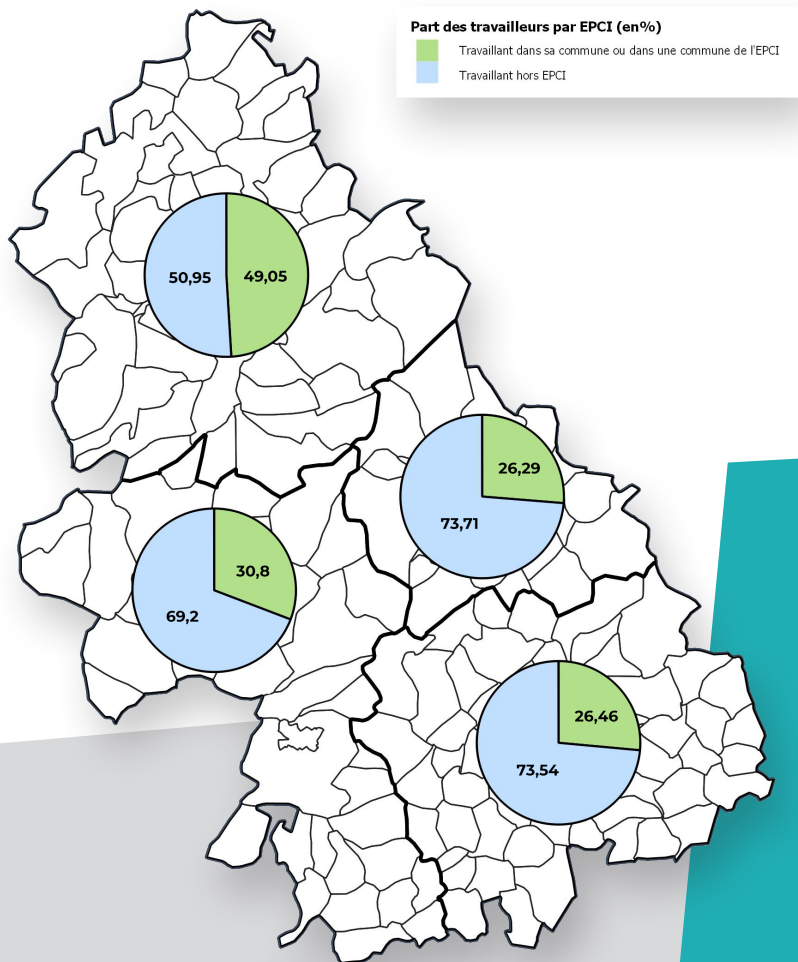 Part des travailleurs par EPCI (en%)
Travaillant dans sa commune ou dans une commune de l'EPCI
Travaillant hors EPCI
50,95
49,05
26,29
73,71
30,8
69,2
26,46
73,54